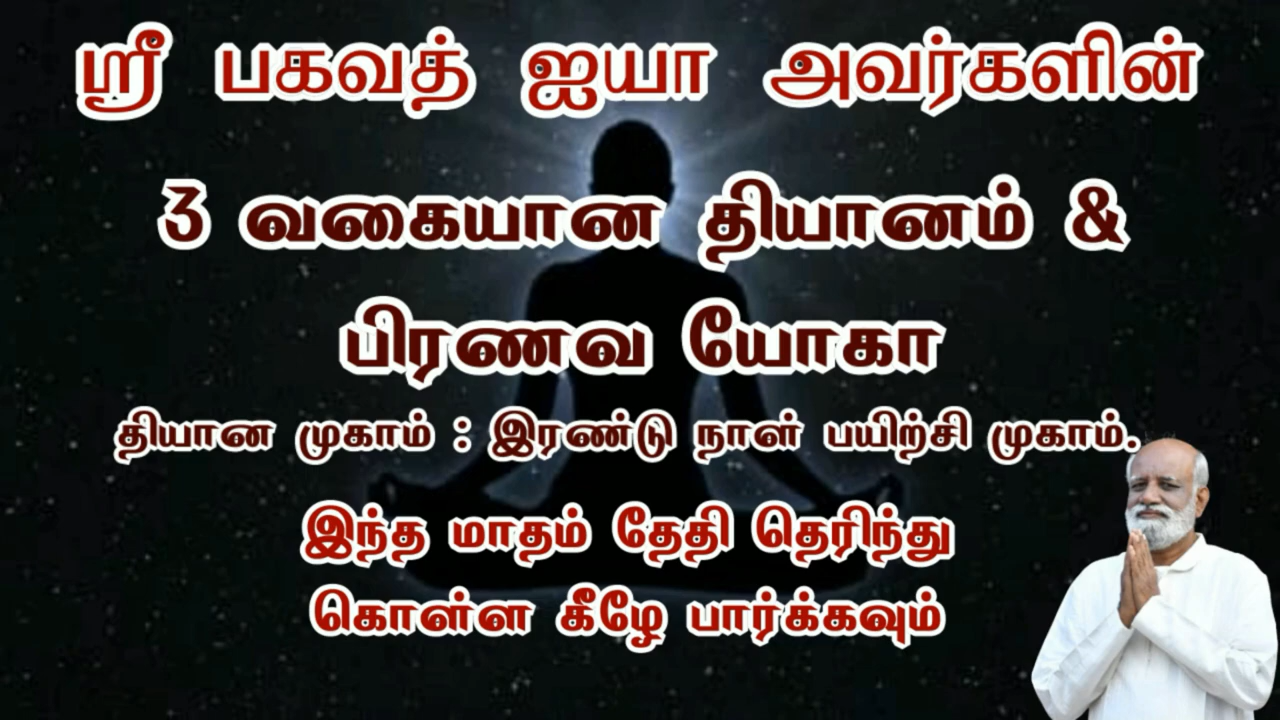 ஸ்ரீ பகவத் ஐயா அவர்களின்
3 வகையான தியானம் &
பிரணவ யோகா
தியான முகாம் : இரண்டு நாள் பயிற்சி முகாம்.
இந்த மாதம் தேதி தெரிந்து
கொள்ள கீழே பார்க்கவும்